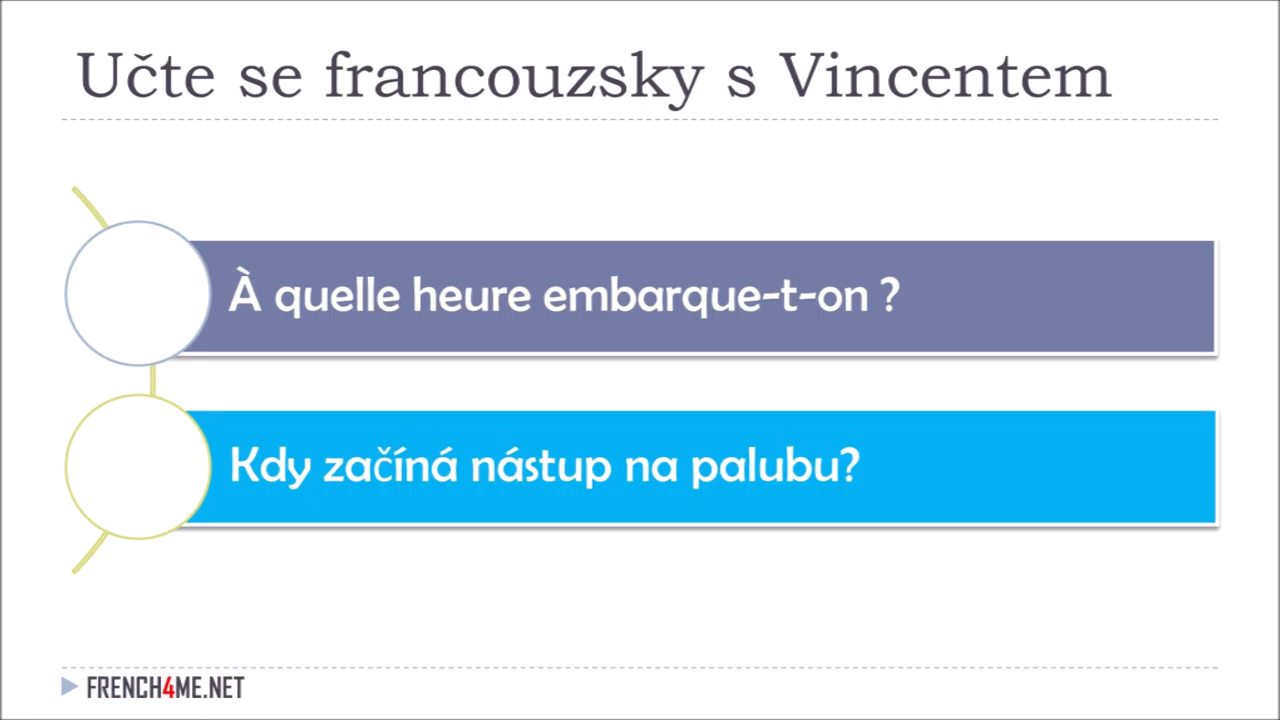 Učte se francouzsky s Vincentem
À quelle heure embarque-t-on ?
Kdy začíná nástup na palubu?
FRENCH4ME.NET